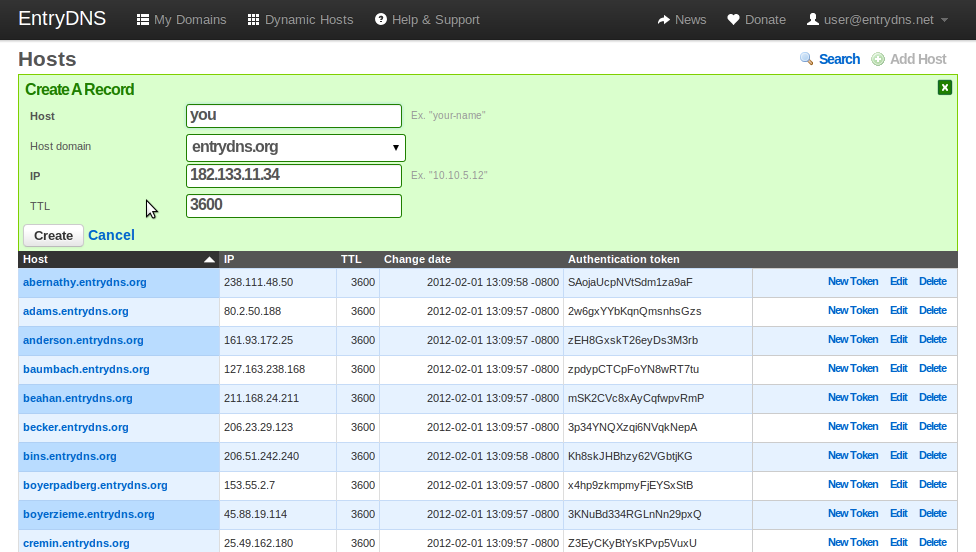 EntryDNS My Domains Dynamic Hosts Help & Support News Donate user@entrydns.net
Hosts Search Add Host
Create A Record
Host you Ex. "your-name"
Host domain entrydns.org
IP 182.133.11.34 Ex. "10.10.5.12"
TTL 3600
Create Cancel
Host IP TTL Change date Authentication token
abernathy.entrydns.org 238.111.48.50 3600 2012-02-01 13:09:58 -0800 SAojaUcpNVtSdm1za9aF New Token Edit Delete
adams.entrydns.org 80.2.50.188 3600 2012-02-01 13:09:57 -0800 2w6gxYYbKqnQmsnhsGzs New Token Edit Delete
anderson.entrydns.org 161.93.172.25 3600 2012-02-01 13:09:57 -0800 zEH8GxskT26eyDs3M3rb New Token Edit Delete
baumbach.entrydns.org 127.163.238.168 3600 2012-02-01 13:09:57 -0800 zpdypCTCpFoYN8wRT7tu New Token Edit Delete
beahan.entrydns.org 211.168.24.211 3600 2012-02-01 13:09:57 -0800 mSK2CVc8xAyCqfwpvRmP New Token Edit Delete
becker.entrydns.org 206.23.29.123 3600 2012-02-01 13:09:57 -0800 3p34YNQXzqi6NVqkNepA New Token Edit Delete
bins.entrydns.org 206.51.242.240 3600 2012-02-01 13:09:58 -0800 Kh8skJHBhzy62VGbtjKG New Token Edit Delete
boyerpadberg.entrydns.org 153.55.2.7 3600 2012-02-01 13:09:57 -0800 x4hp9zkmpmyFjEYSxStB New Token Edit Delete
boyerzieme.entrydns.org 45.88.19.114 3600 2012-02-01 13:09:57 -0800 3KNuBd334RGLnNn29pxQ New Token Edit Delete
cremin.entrydns.org 25.49.162.180 3600 2012-02-01 13:09:57 -0800 Z3EyCKyBtYsKPvp5VuxU New Token Edit Delete